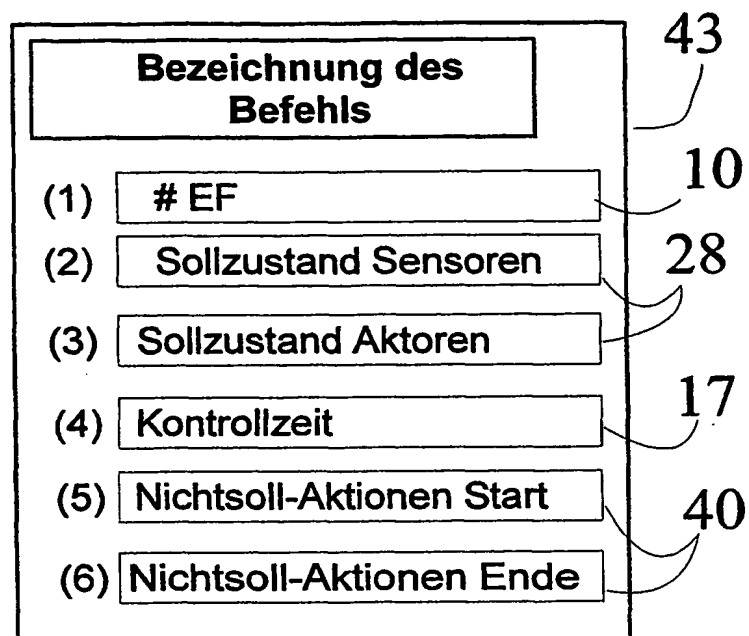 Bezeichnung des
Befehls
43
(1) # EF
10
(2) Sollzustand Sensoren
28
(3) Sollzustand Aktoren
(4) Kontrollzeit
17
(5) Nichtsoll-Aktionen Start
40
(6) Nichtsoll-Aktionen Ende